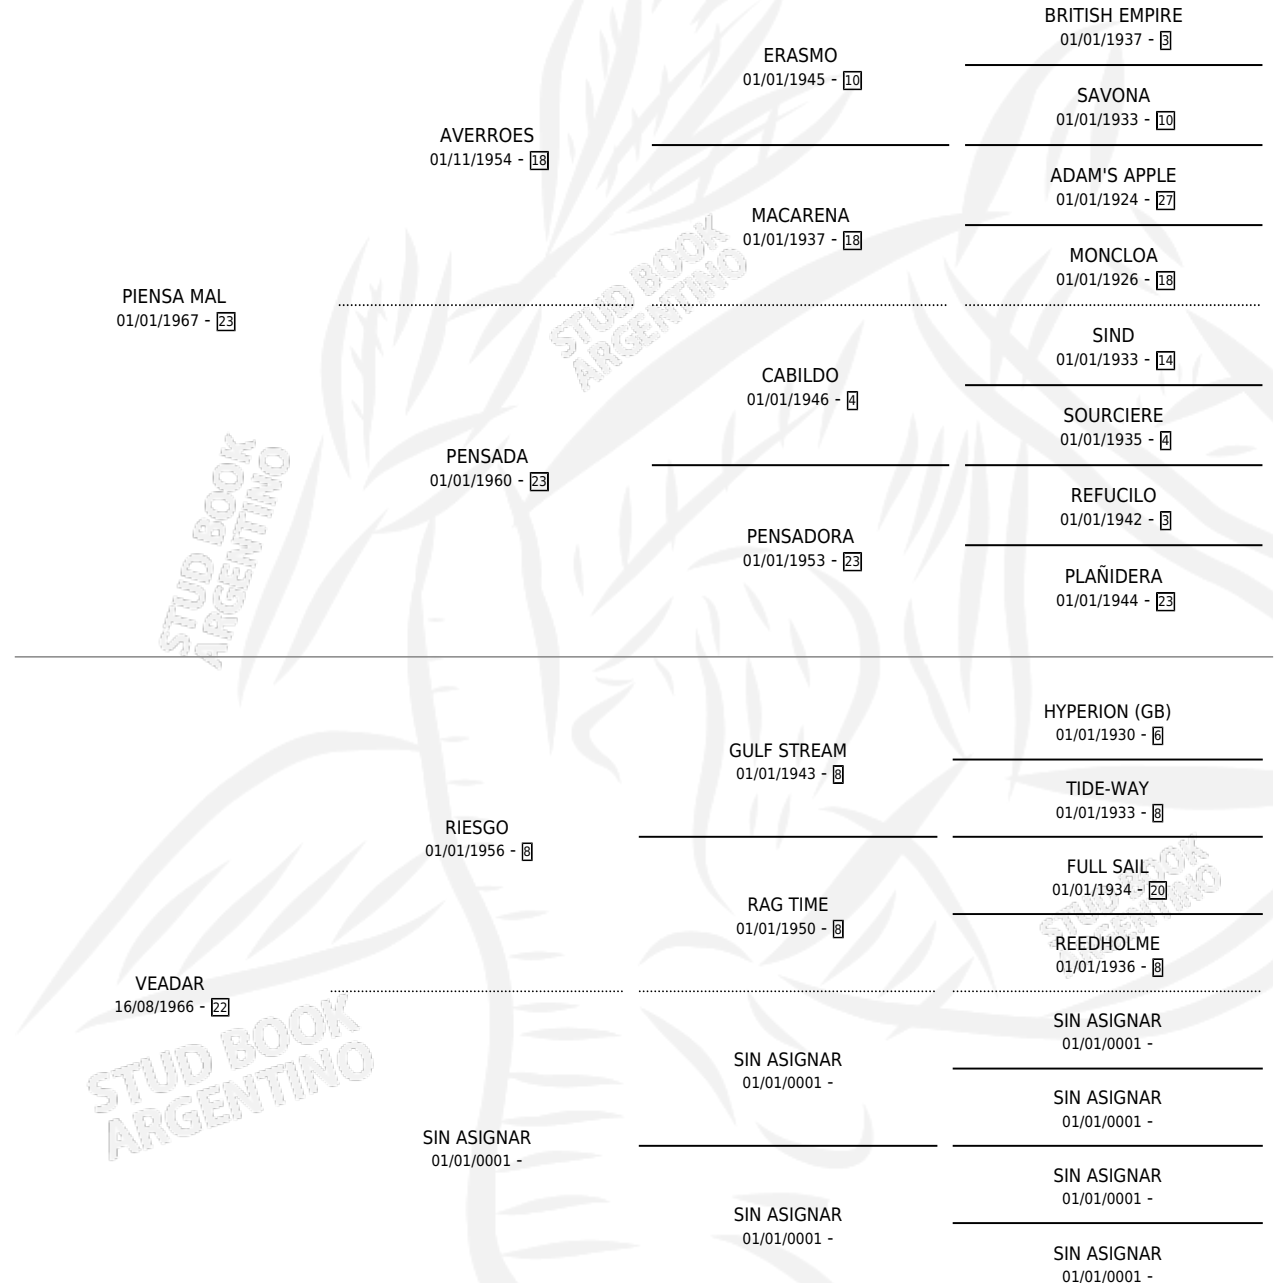 BRITISH EMPIRE
01/01/1937 - 3
ERASMO
01/01/1945 - 10
SAVONA
01/01/1933 - 10
AVERROES
01/11/1954 - 18
ADAM'S APPLE
01/01/1924 - 27
MACARENA
01/01/1937 - 18
MONCLOA
01/01/1926 - 18
PIENSA MAL
01/01/1967 - 23
STUD BOOK
ARGENTINO
SIND
01/01/1933 - 14
CABILDO
01/01/1946 - 4
SOURCIERE
01/01/1935 - 4
PENSADA
01/01/1960 - 23
REFUCILO
01/01/1942 - 3
PENSADORA
01/01/1953 - 23
PLAÑIDERA
01/01/1944 - 23
STUD BOOK
ARGENTINO
HYPERION (GB)
01/01/1930 - 6
GULF STREAM
01/01/1943 - 8
TIDE-WAY
01/01/1933 - 8
RIESGO
01/01/1956 - 8
FULL SAIL
01/01/1934 - 20
RAG TIME
01/01/1950 - 8
REEDHOLME
01/01/1936 - 8
STUD BOOK
ARGENTINO
VEADAR
16/08/1966 - 22
SIN ASIGNAR
01/01/0001 -
SIN ASIGNAR
01/01/0001 -
STUD BOOK
ARGENTINO
SIN ASIGNAR
01/01/0001 -
SIN ASIGNAR
01/01/0001 -
SIN ASIGNAR
01/01/0001 -
SIN ASIGNAR
01/01/0001 -
SIN ASIGNAR
01/01/0001 -